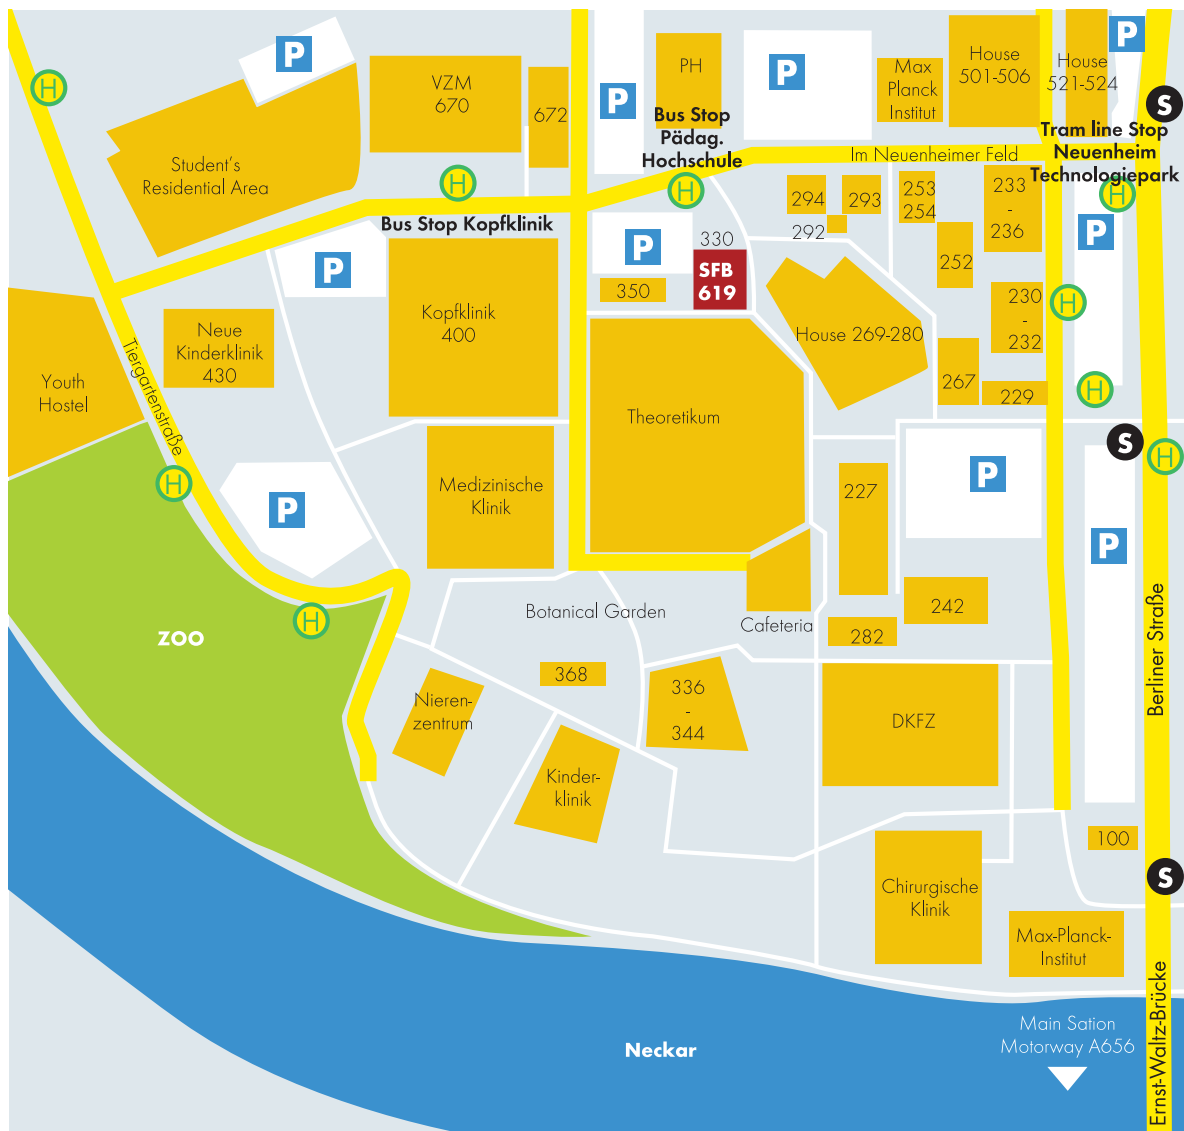 P
H
Student's
Residential Area
VZM
670
672
P
PH
Bus Stop
Pädag.
Hochschule
P
Max
Planck
Institut
House
501-506
House
521-524
P
S
Tram line Stop
Neuenheim
Technologiepark
Im Neuenheimer Feld
H
Bus Stop Kopfklinik
H
H
P
P
P
330
SFB
619
350
294
293
292
253
254
252
233
-
236
230
-
232
H
H
House 269-280
267
229
Kopfklinik
400
Neue
Kinderklinik
430
Youth
Hostel
Tiergartenstraße
Theoretikum
S
H
H
P
Medizinische
Klinik
227
P
P
Botanical Garden
Cafeteria
242
282
H
ZOO
368
336
-
344
Nieren-
zentrum
DKFZ
Berliner Straße
Kinder-
klinik
100
S
Chirurgische
Klinik
Max-Planck-
Institut
Ernst-Waltz-Brücke
Main Sation
Motorway A656
Neckar